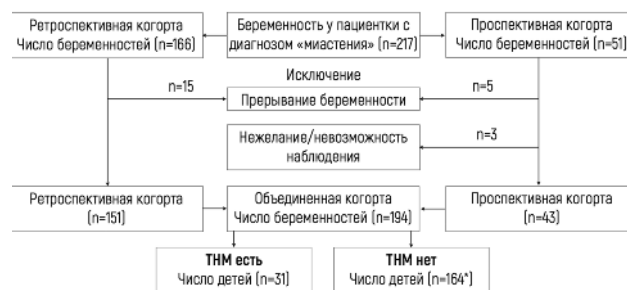 Ретроспективная когорта
Число беременностей (n=166)
Беременность у пациентки с
диагнозом «миастения» (n=217)
Проспективная когорта
Число беременностей (n=51)
Исключение
n=15
Прерывание беременности
n=5
Нежелание/невозможность
наблюдения
n=3
Ретроспективная когорта
(n=151)
Объединенная когорта
Число беременностей (n=194)
Проспективная когорта
(n=43)
ТНМ есть
Число детей (n=31)
ТНМ нет
Число детей (n=164*)